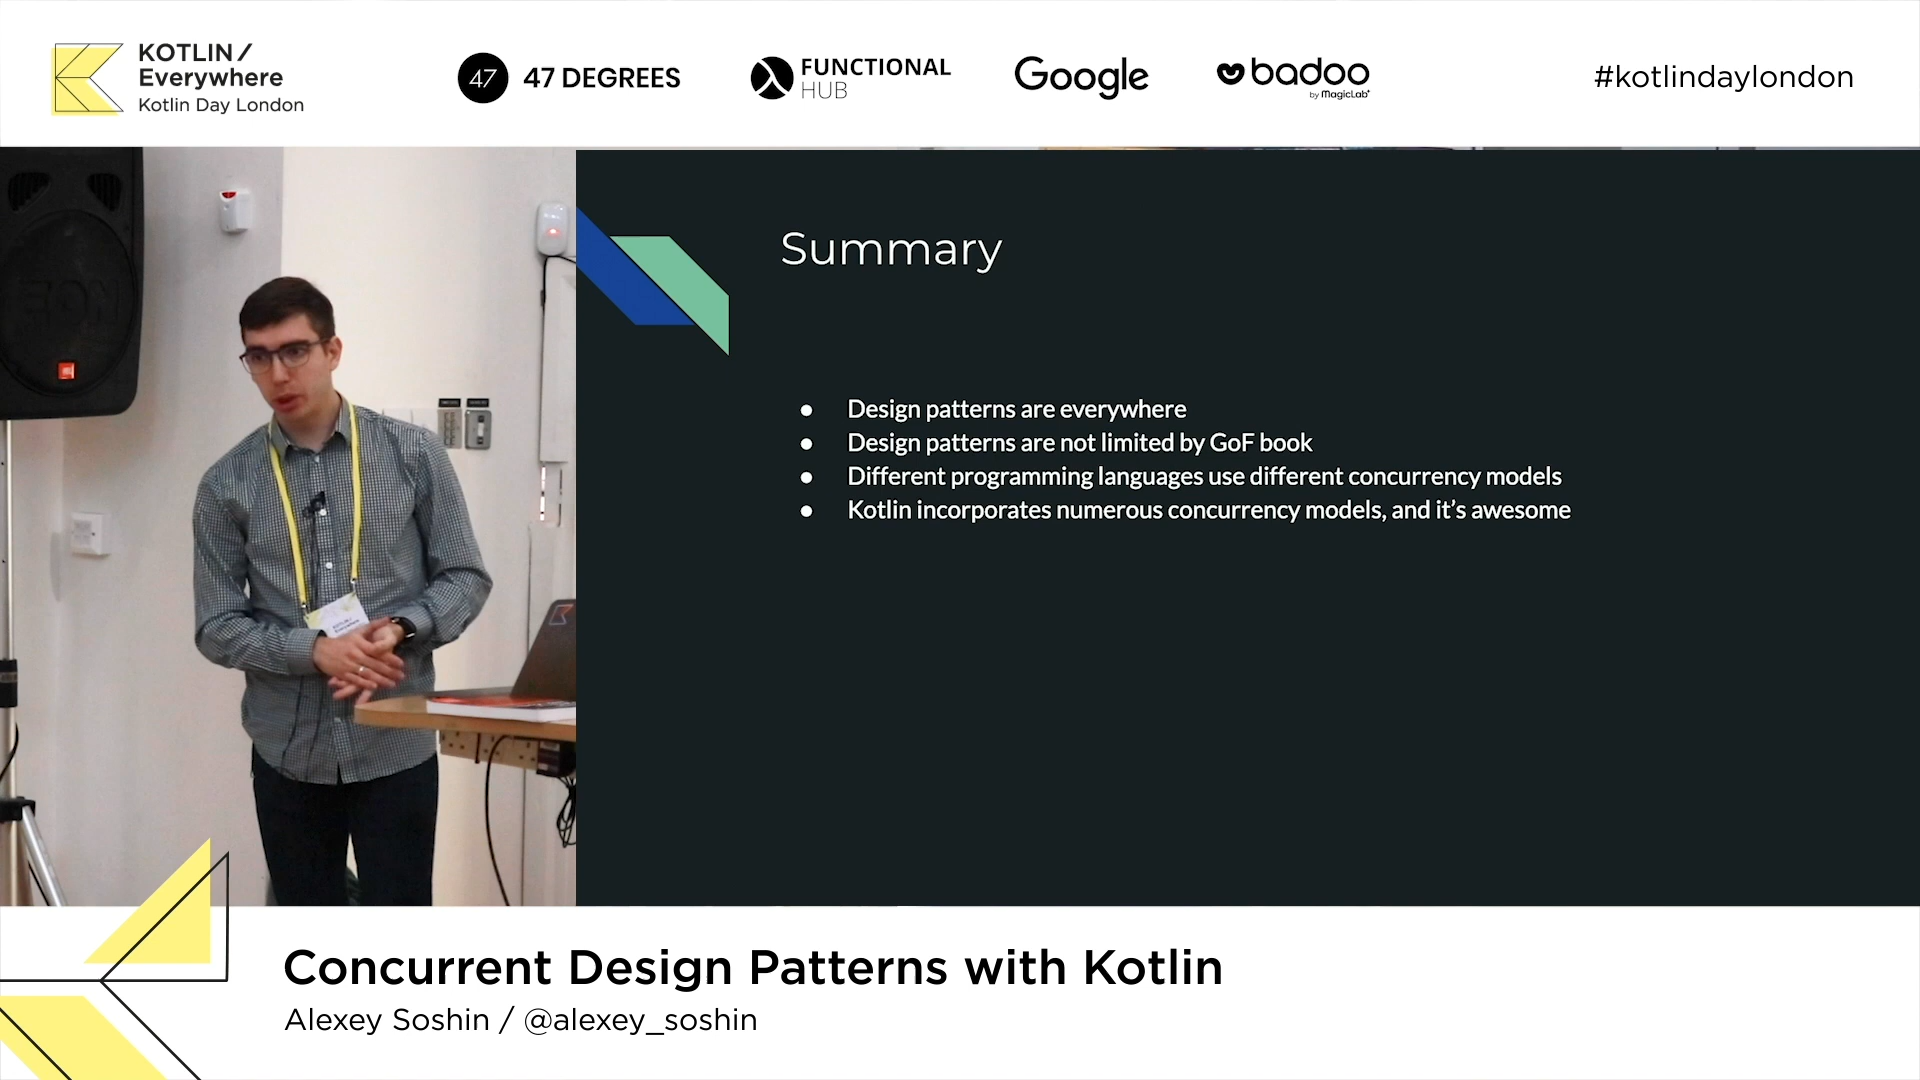 KOTLIN /
Everywhere
Kotlin Day London
47 47 DEGREES
FUNCTIONAL
HUB
Google
badoo
by MagicLab
#kotlindaylondon
Summary
● Design patterns are everywhere
● Design patterns are not limited by GoF book
● Different programming languages use different concurrency models
● Kotlin incorporates numerous concurrency models, and it’s awesome
KOTLIN /
Everywhere
Concurrent Design Patterns with Kotlin
Alexey Soshin / @alexey_soshin